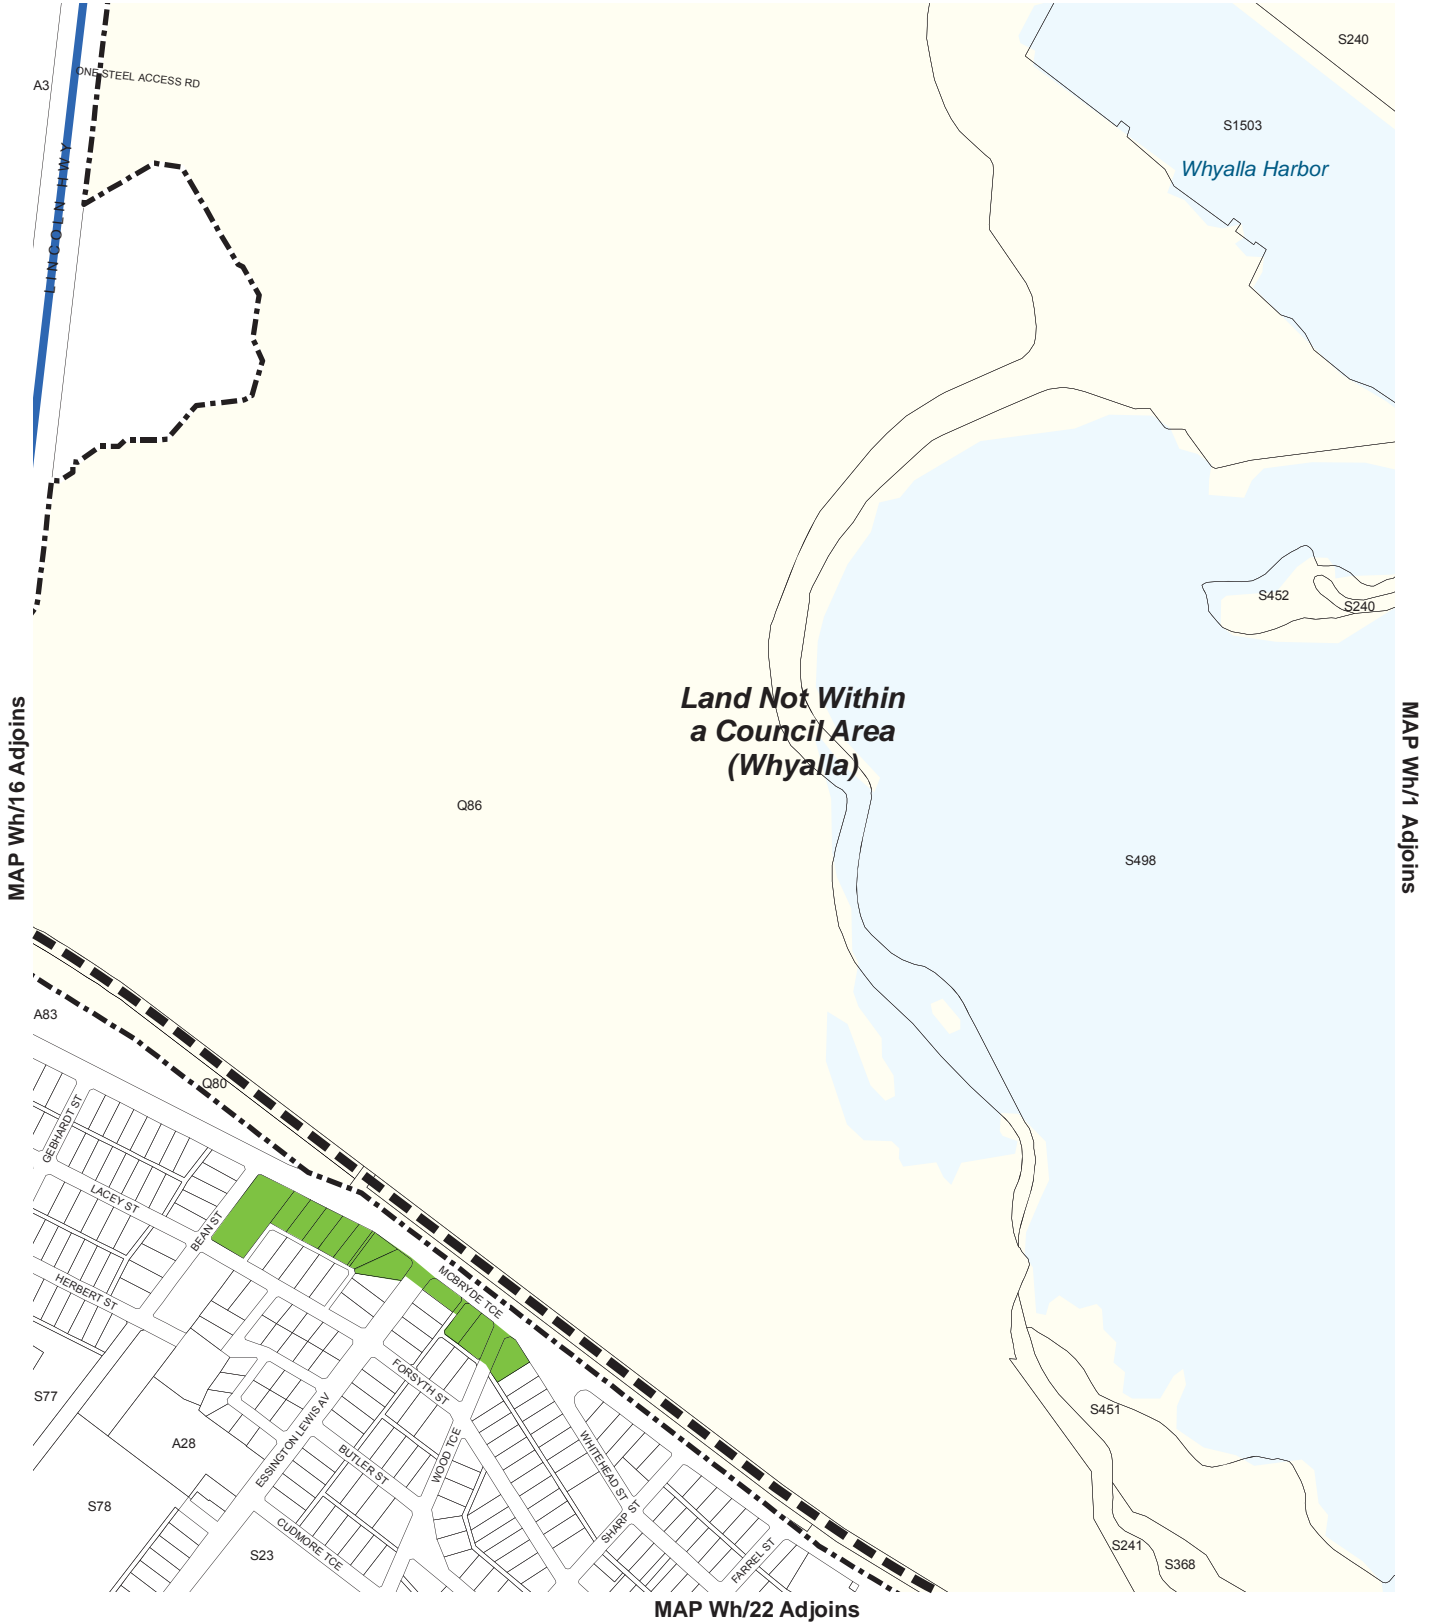 S240
A3
ONE STEEL ACCESS RD
S1503
Whyalla Harbor
LINCOLN HWY
S452
S240
Land Not Within
a Council Area
(Whyalla)
MAP Wh/16 Adjoins
MAP Wh/1 Adjoins
Q86
S498
A83
Q80
GEBHARDT ST
LACEY ST
BEAN ST
HERBERT ST
MCBRYDE TCE
FORSYTH ST
S77
ESSINGTON LEWIS AV
S451
A28
BUTLER ST
WOOD TCE
WHITEHEAD ST
S78
SHARP ST
CUDMORE TCE
S23
FARREL ST
S241
S368
MAP Wh/22 Adjoins